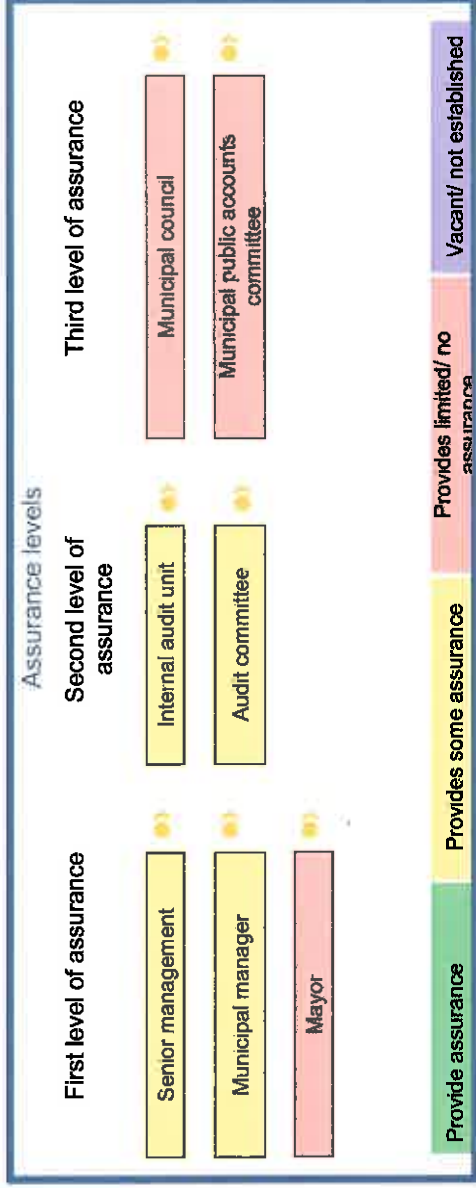 Assurance levels
First level of assurance
Second level of
assurance
Third level of assurance
Senior management
Internal audit unit
Municipal council
Municipal manager
Audit committee
Municipal public accounts
committee
Mayor
Provide assurance
Provides some assurance
Provides limited/ no
assurance
Vacant/ not established